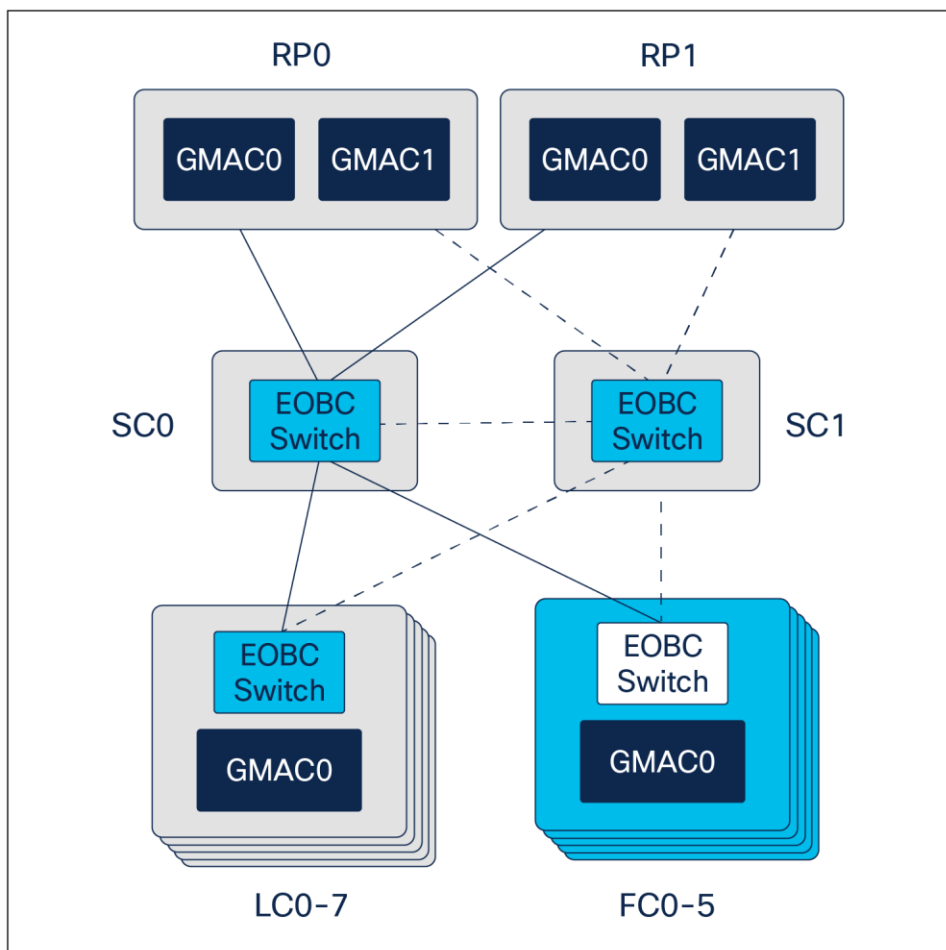 RP0
RP1
GMAC0
GMAC1
GMAC0
GMAC1
SC0
EOBC
Switch
EOBC
Switch
SC1
EOBC
Switch
GMAC0
EOBC
Switch
GMAC0
LC0-7
FC0-5